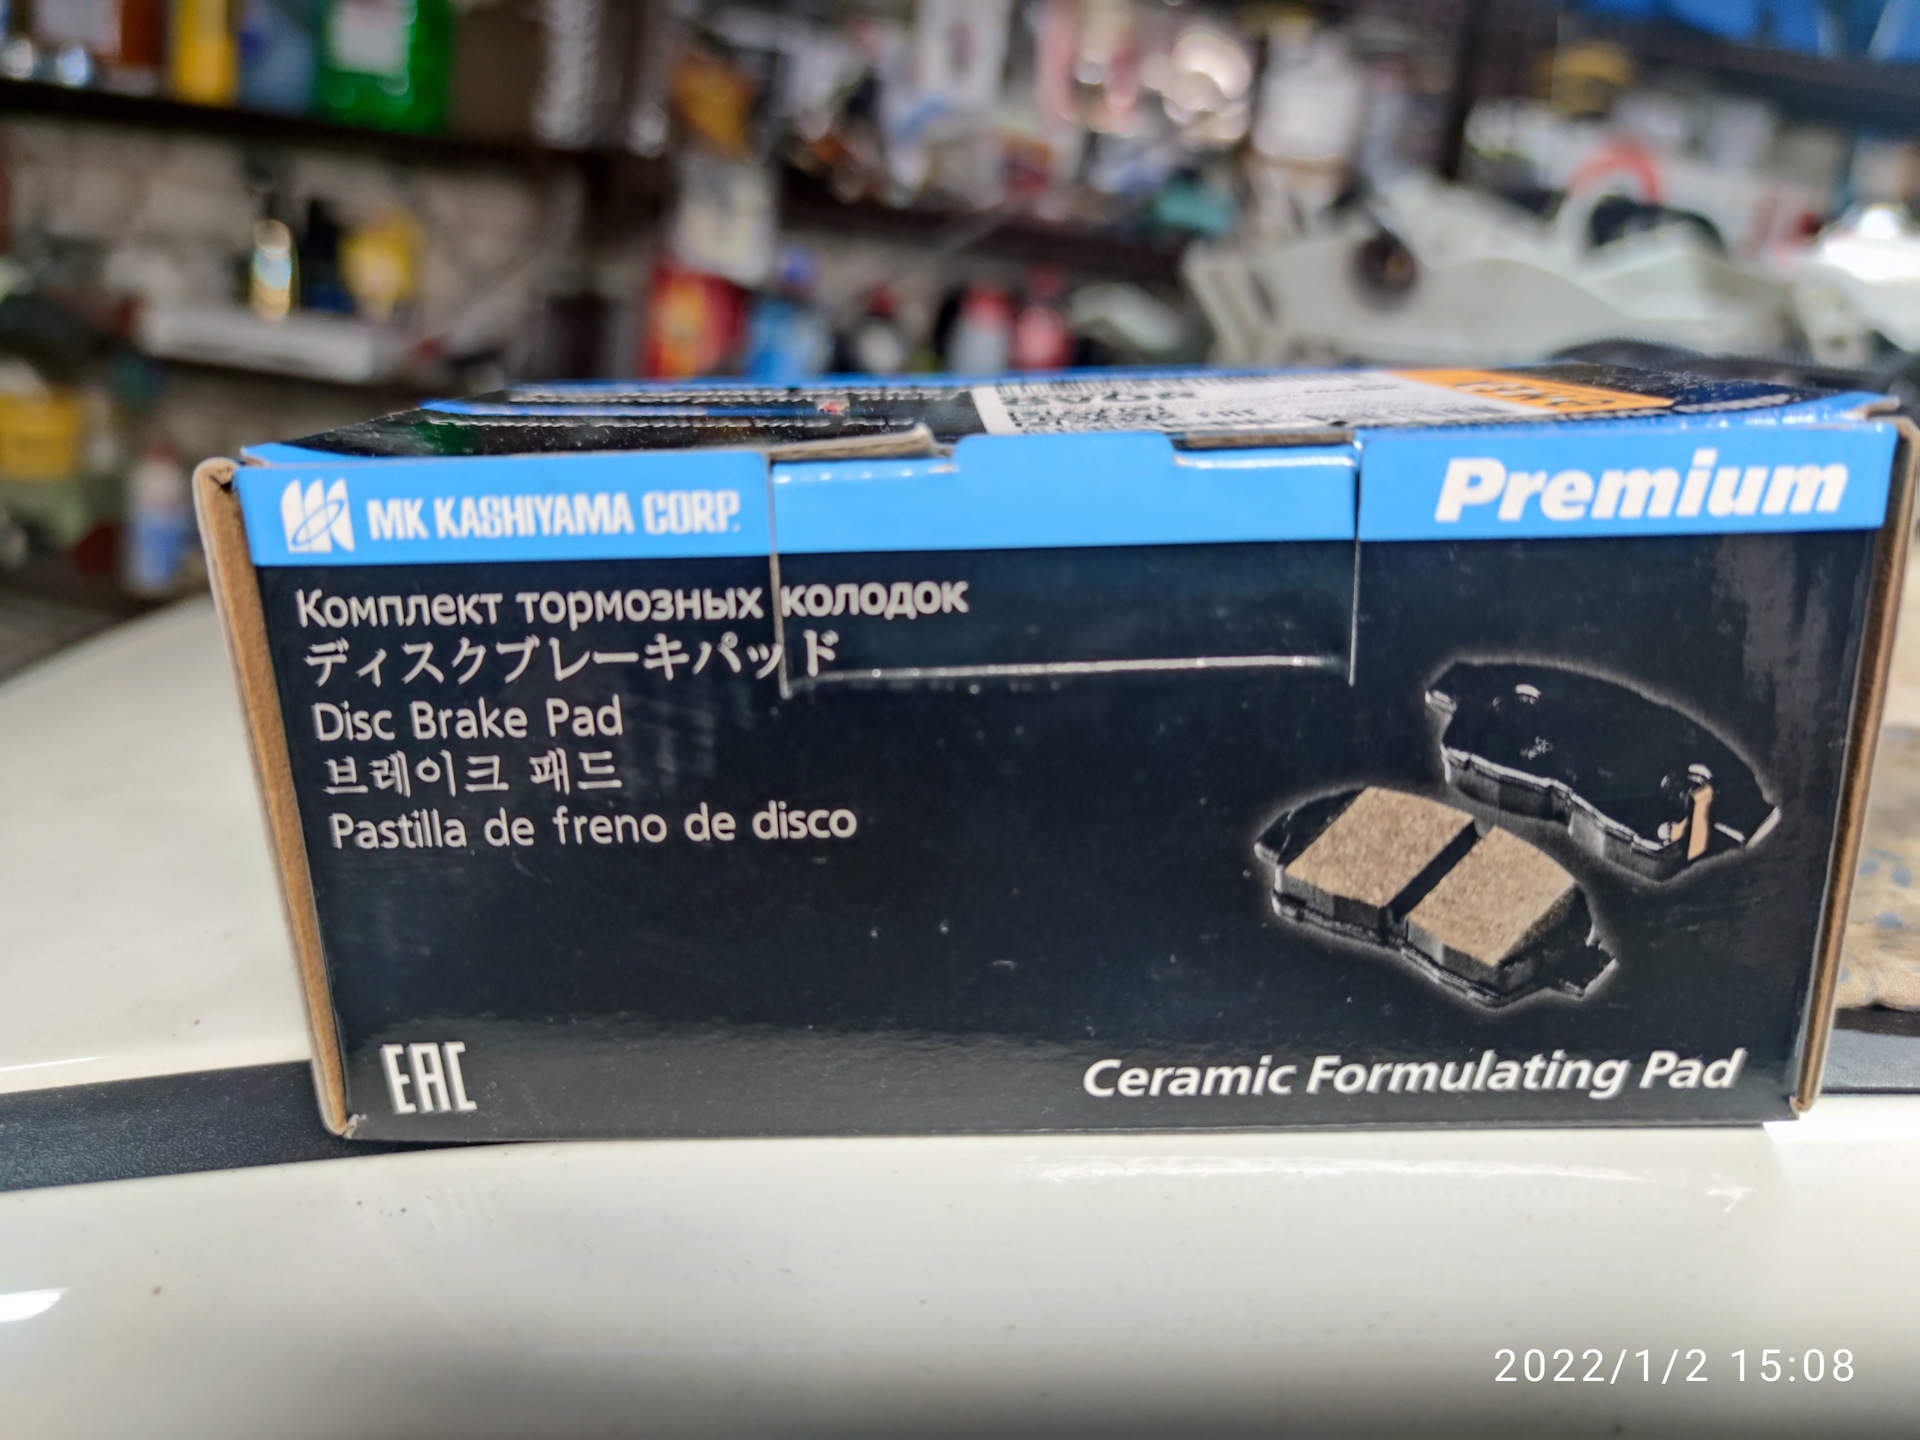 MK KASHIYAMA CORP.
Premium
Комплект тормозных колодок
ディスクブレーキパッド
Disc Brake Pad
브레이크 패드
Pastilla de freno de disco
EAC
Ceramic Formulating Pad
2022/1/2 15:08